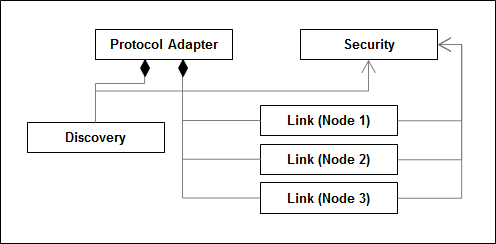 Protocol Adapter
Security
Discovery
Link (Node 1)
Link (Node 2)
Link (Node 3)